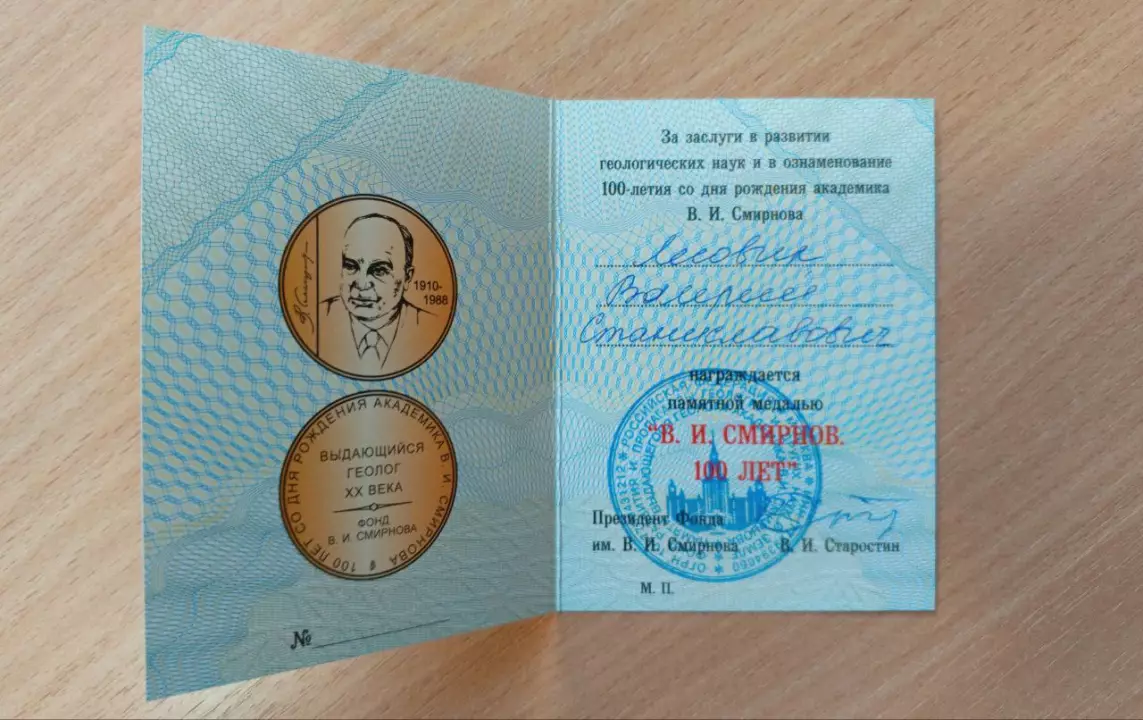 1910-
1988
100 ЛЕТ СО ДНЯ РОЖДЕНИЯ АКАДЕМИКА В. И. СМИРНОВА
ВЫДАЮЩИЙСЯ
ГЕОЛОГ
XX ВЕКА
ФОНД
В. И. СМИРНОВА
№
За заслуги в развитии
геологических наук и в ознаменование
100-летия со дня рождения академика
В. И. Смирнова
Лесовик
Валерий
Станиславович
награждается
памятной медалью
"В. И. СМИРНОВ.
100 ЛЕТ"
Президент Фонда
им. В. И. Смирнова В. И. Старостин
М. П.